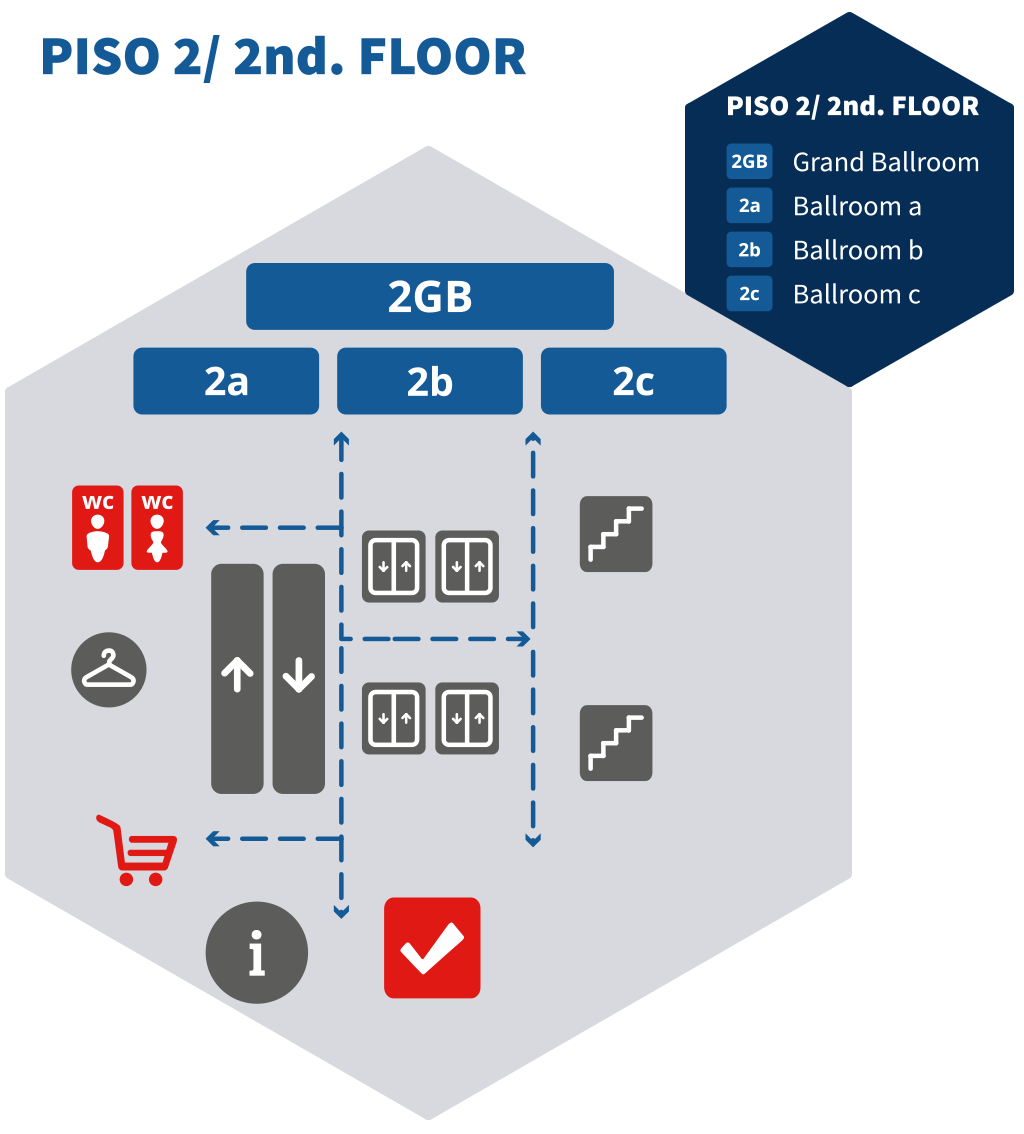 PISO 2/ 2nd. FLOOR
PISO 2/ 2nd. FLOOR
2GB Grand Ballroom
2a Ballroom a
2b Ballroom b
2c Ballroom c
2GB
2a 2b 2c
WC WC
i